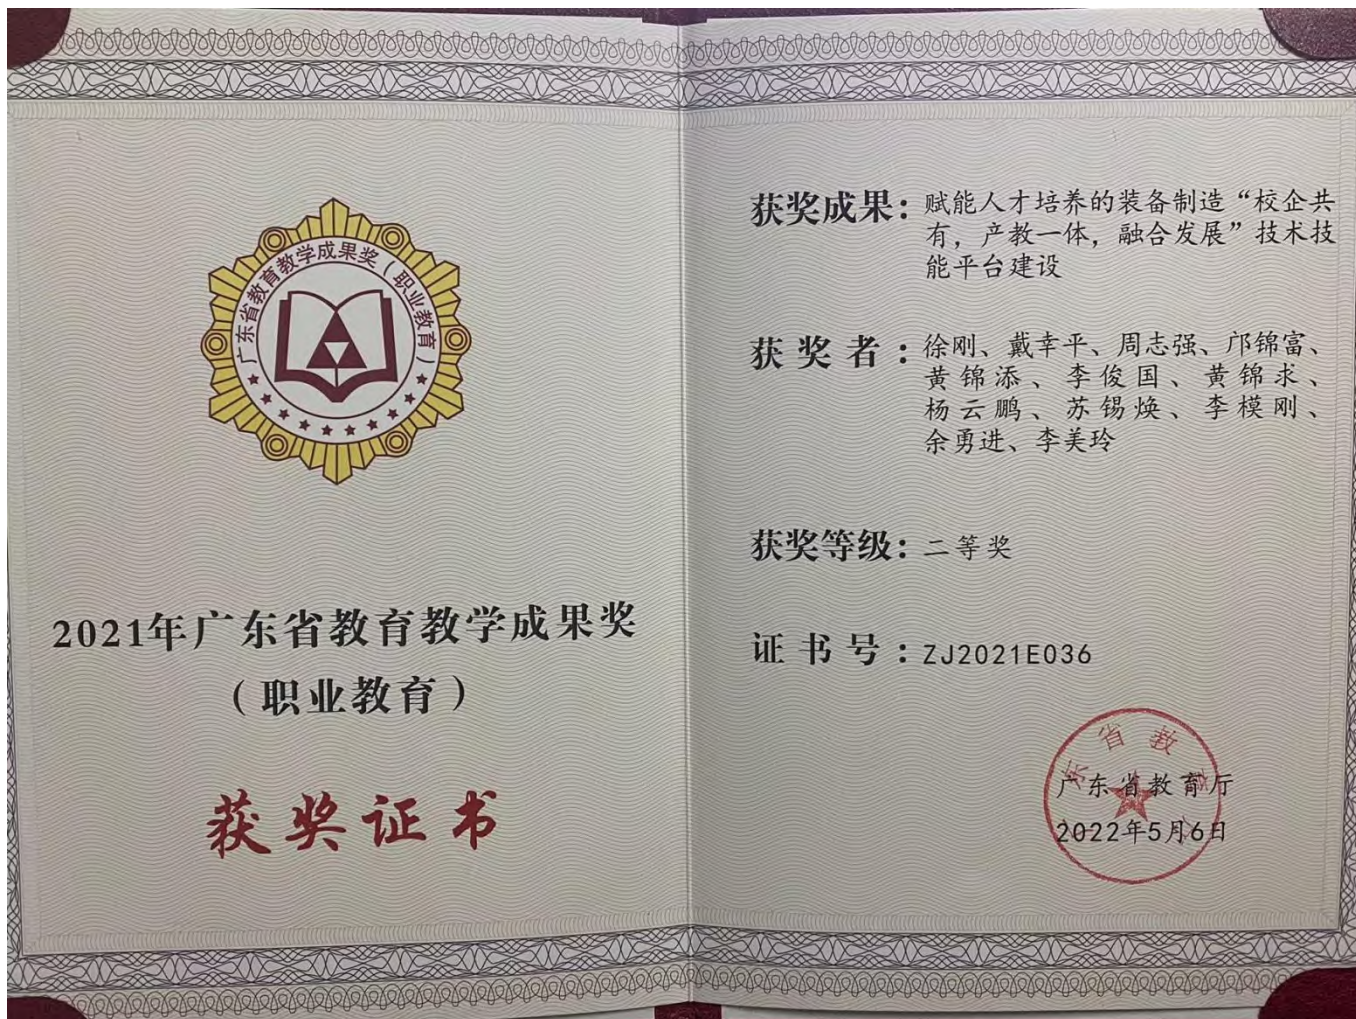 广东省教育教学成果奖（职业教育）
2021年广东省教育教学成果奖
（职业教育）
获奖证书
获奖成果：赋能人才培养的装备制造“校企共
有，产教一体，融合发展”技术技
能平台建设
获奖者：徐刚、戴幸平、周志强、邝锦富、
黄锦添、李俊国、黄锦求、
杨云鹏、苏锡焕、李模刚、
余勇进、李美玲
获奖等级：二等奖
证书号：ZJ2021E036
广东省教育厅
2022年5月6日